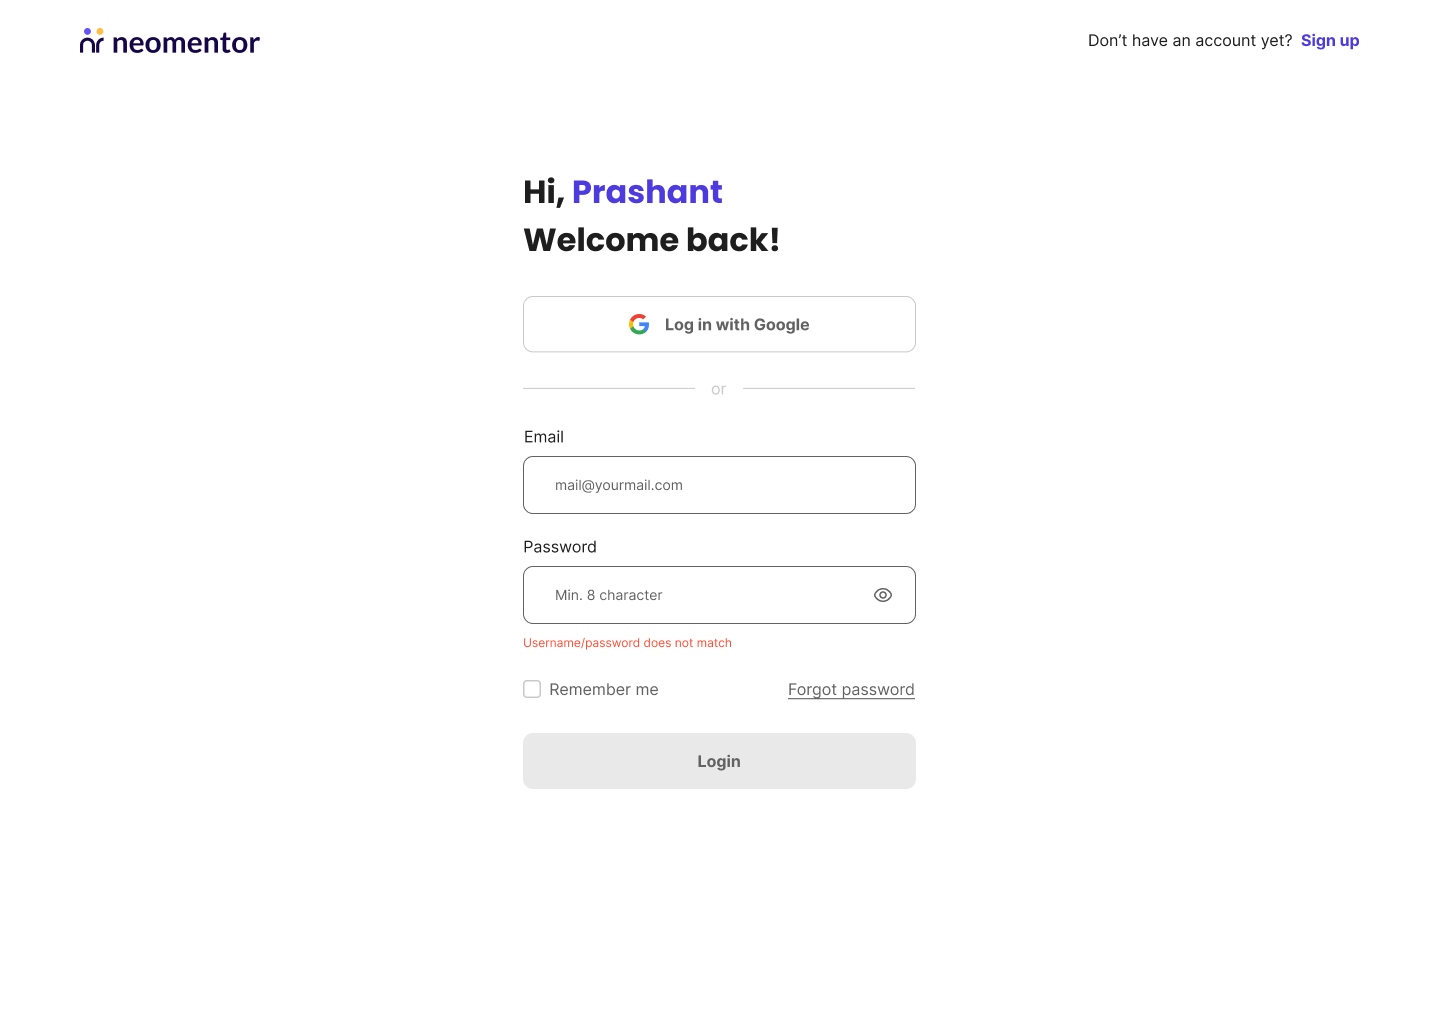 neomentor
Don’t have an account yet? Sign up
Hi, Prashant
Welcome back!
Log in with Google
or
Email
mail@yourmail.com
Password
Min. 8 character
Username/password does not match
Remember me
Forgot password
Login